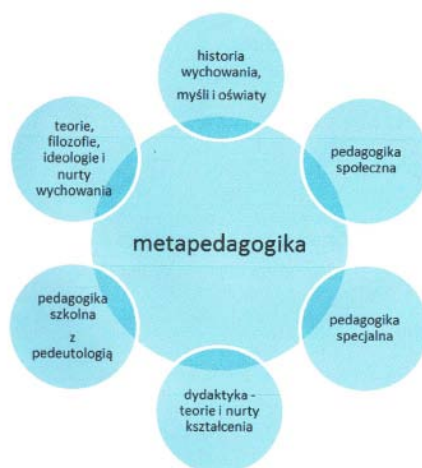 historia
wychowania,
myśli i oświaty
teorie,
filozofie,
ideologie i
nurty
wychowania
pedagogika
społeczna
metapedagogika
pedagogika
szkolna
z
pedeutologią
pedagogika
specjalna
dydaktyka -
teorie i nurty
kształcenia